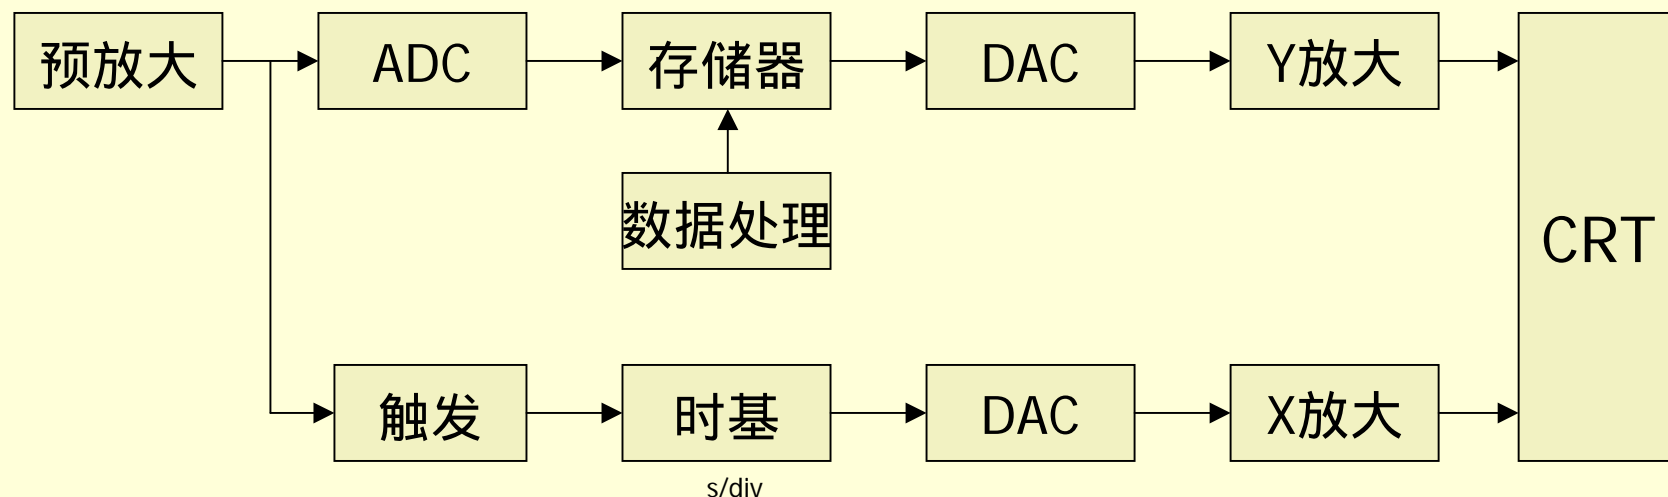 预放大
ADC
存储器
DAC
Y放大
数据处理
CRT
触发
时基
DAC
X放大
s/div